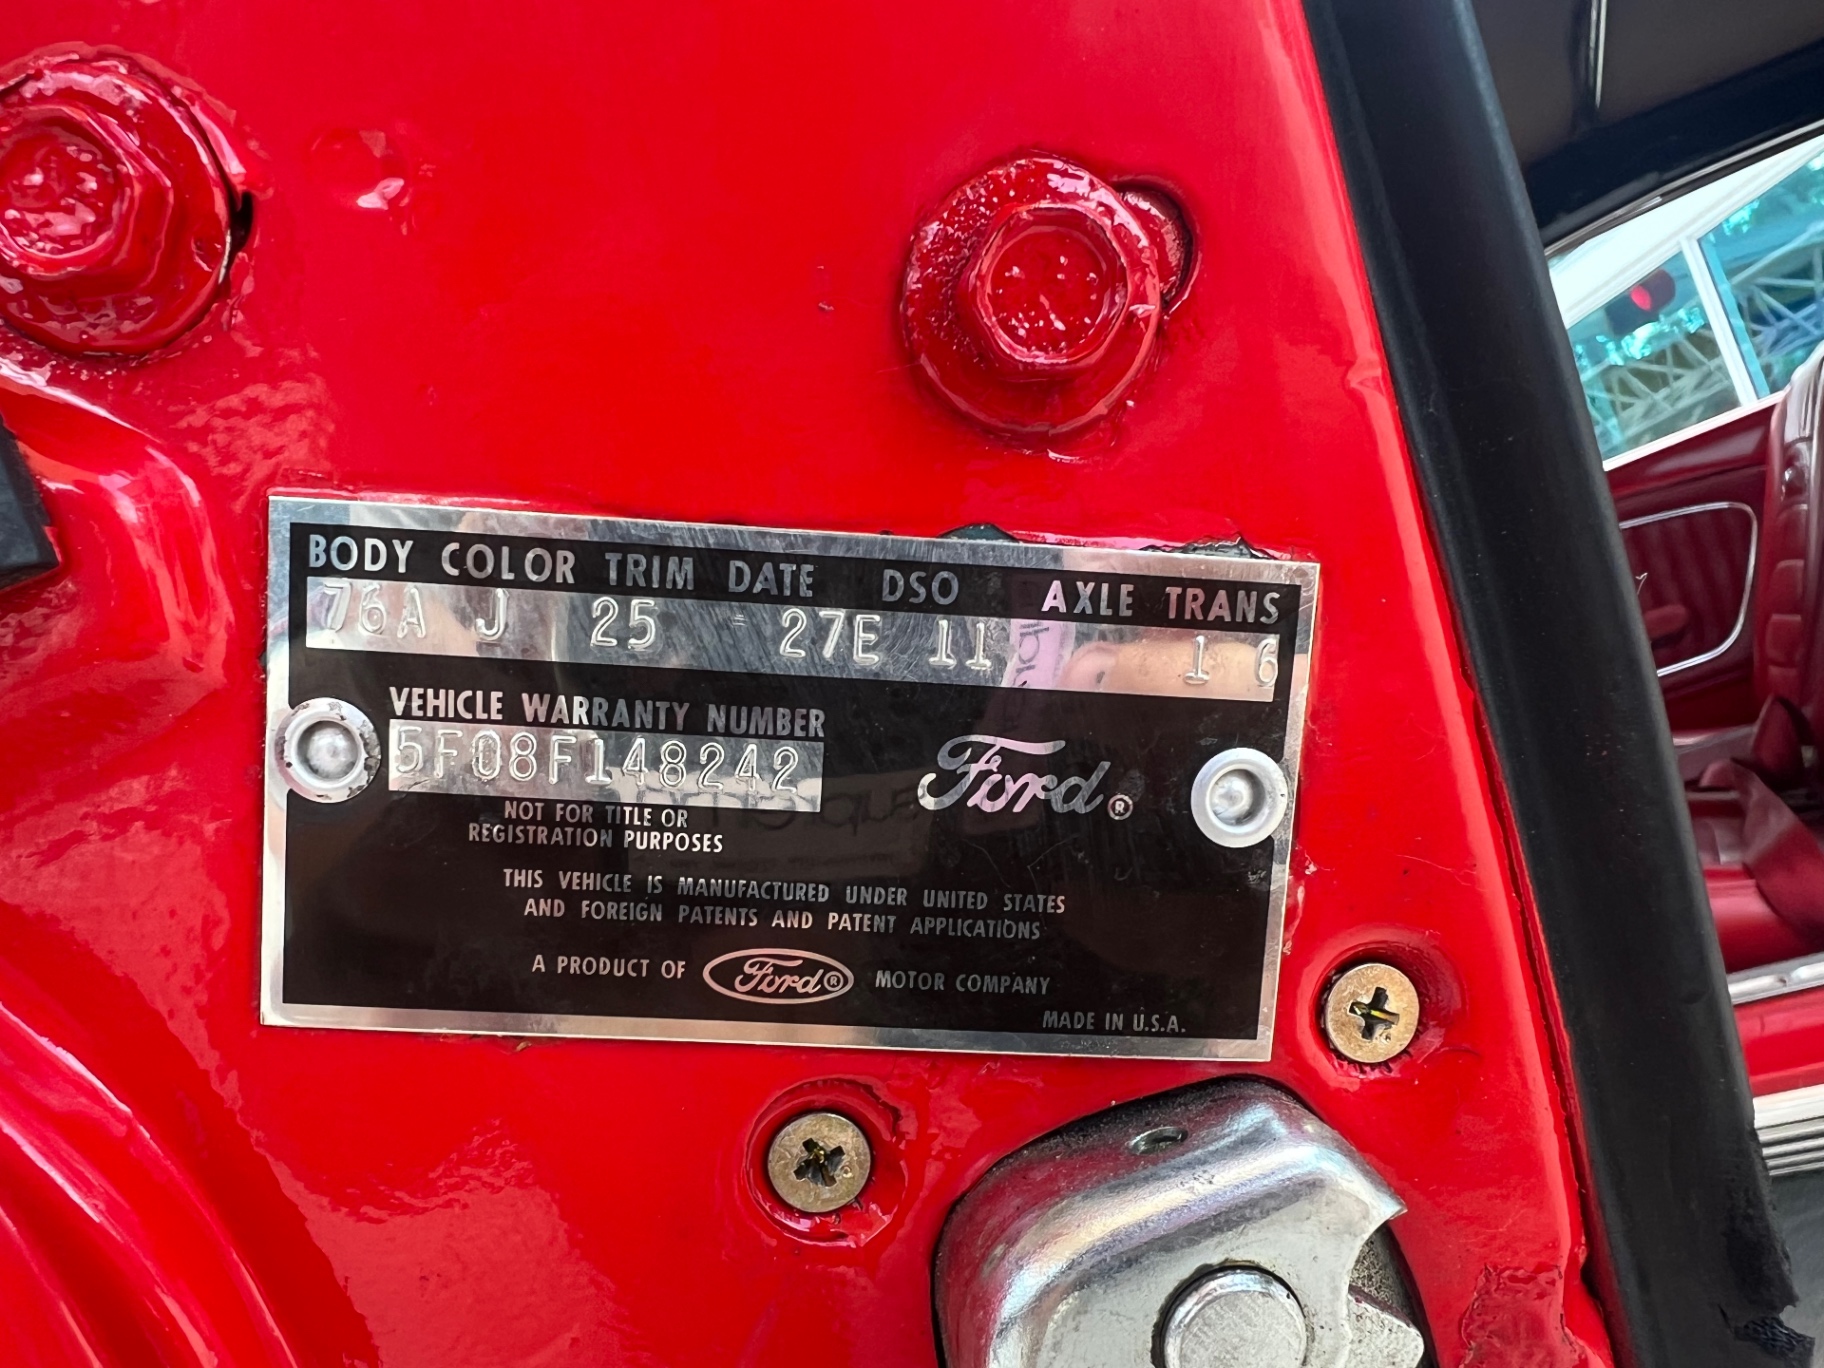 BODY COLOR TRIM DATE DSO AXLE TRANS
76A J 25 27E 11 1 6
VEHICLE WARRANTY NUMBER
5F08F148242
Ford®
NOT FOR TITLE OR
REGISTRATION PURPOSES
THIS VEHICLE IS MANUFACTURED UNDER UNITED STATES
AND FOREIGN PATENTS AND PATENT APPLICATIONS
A PRODUCT OF Ford® MOTOR COMPANY
MADE IN U.S.A.